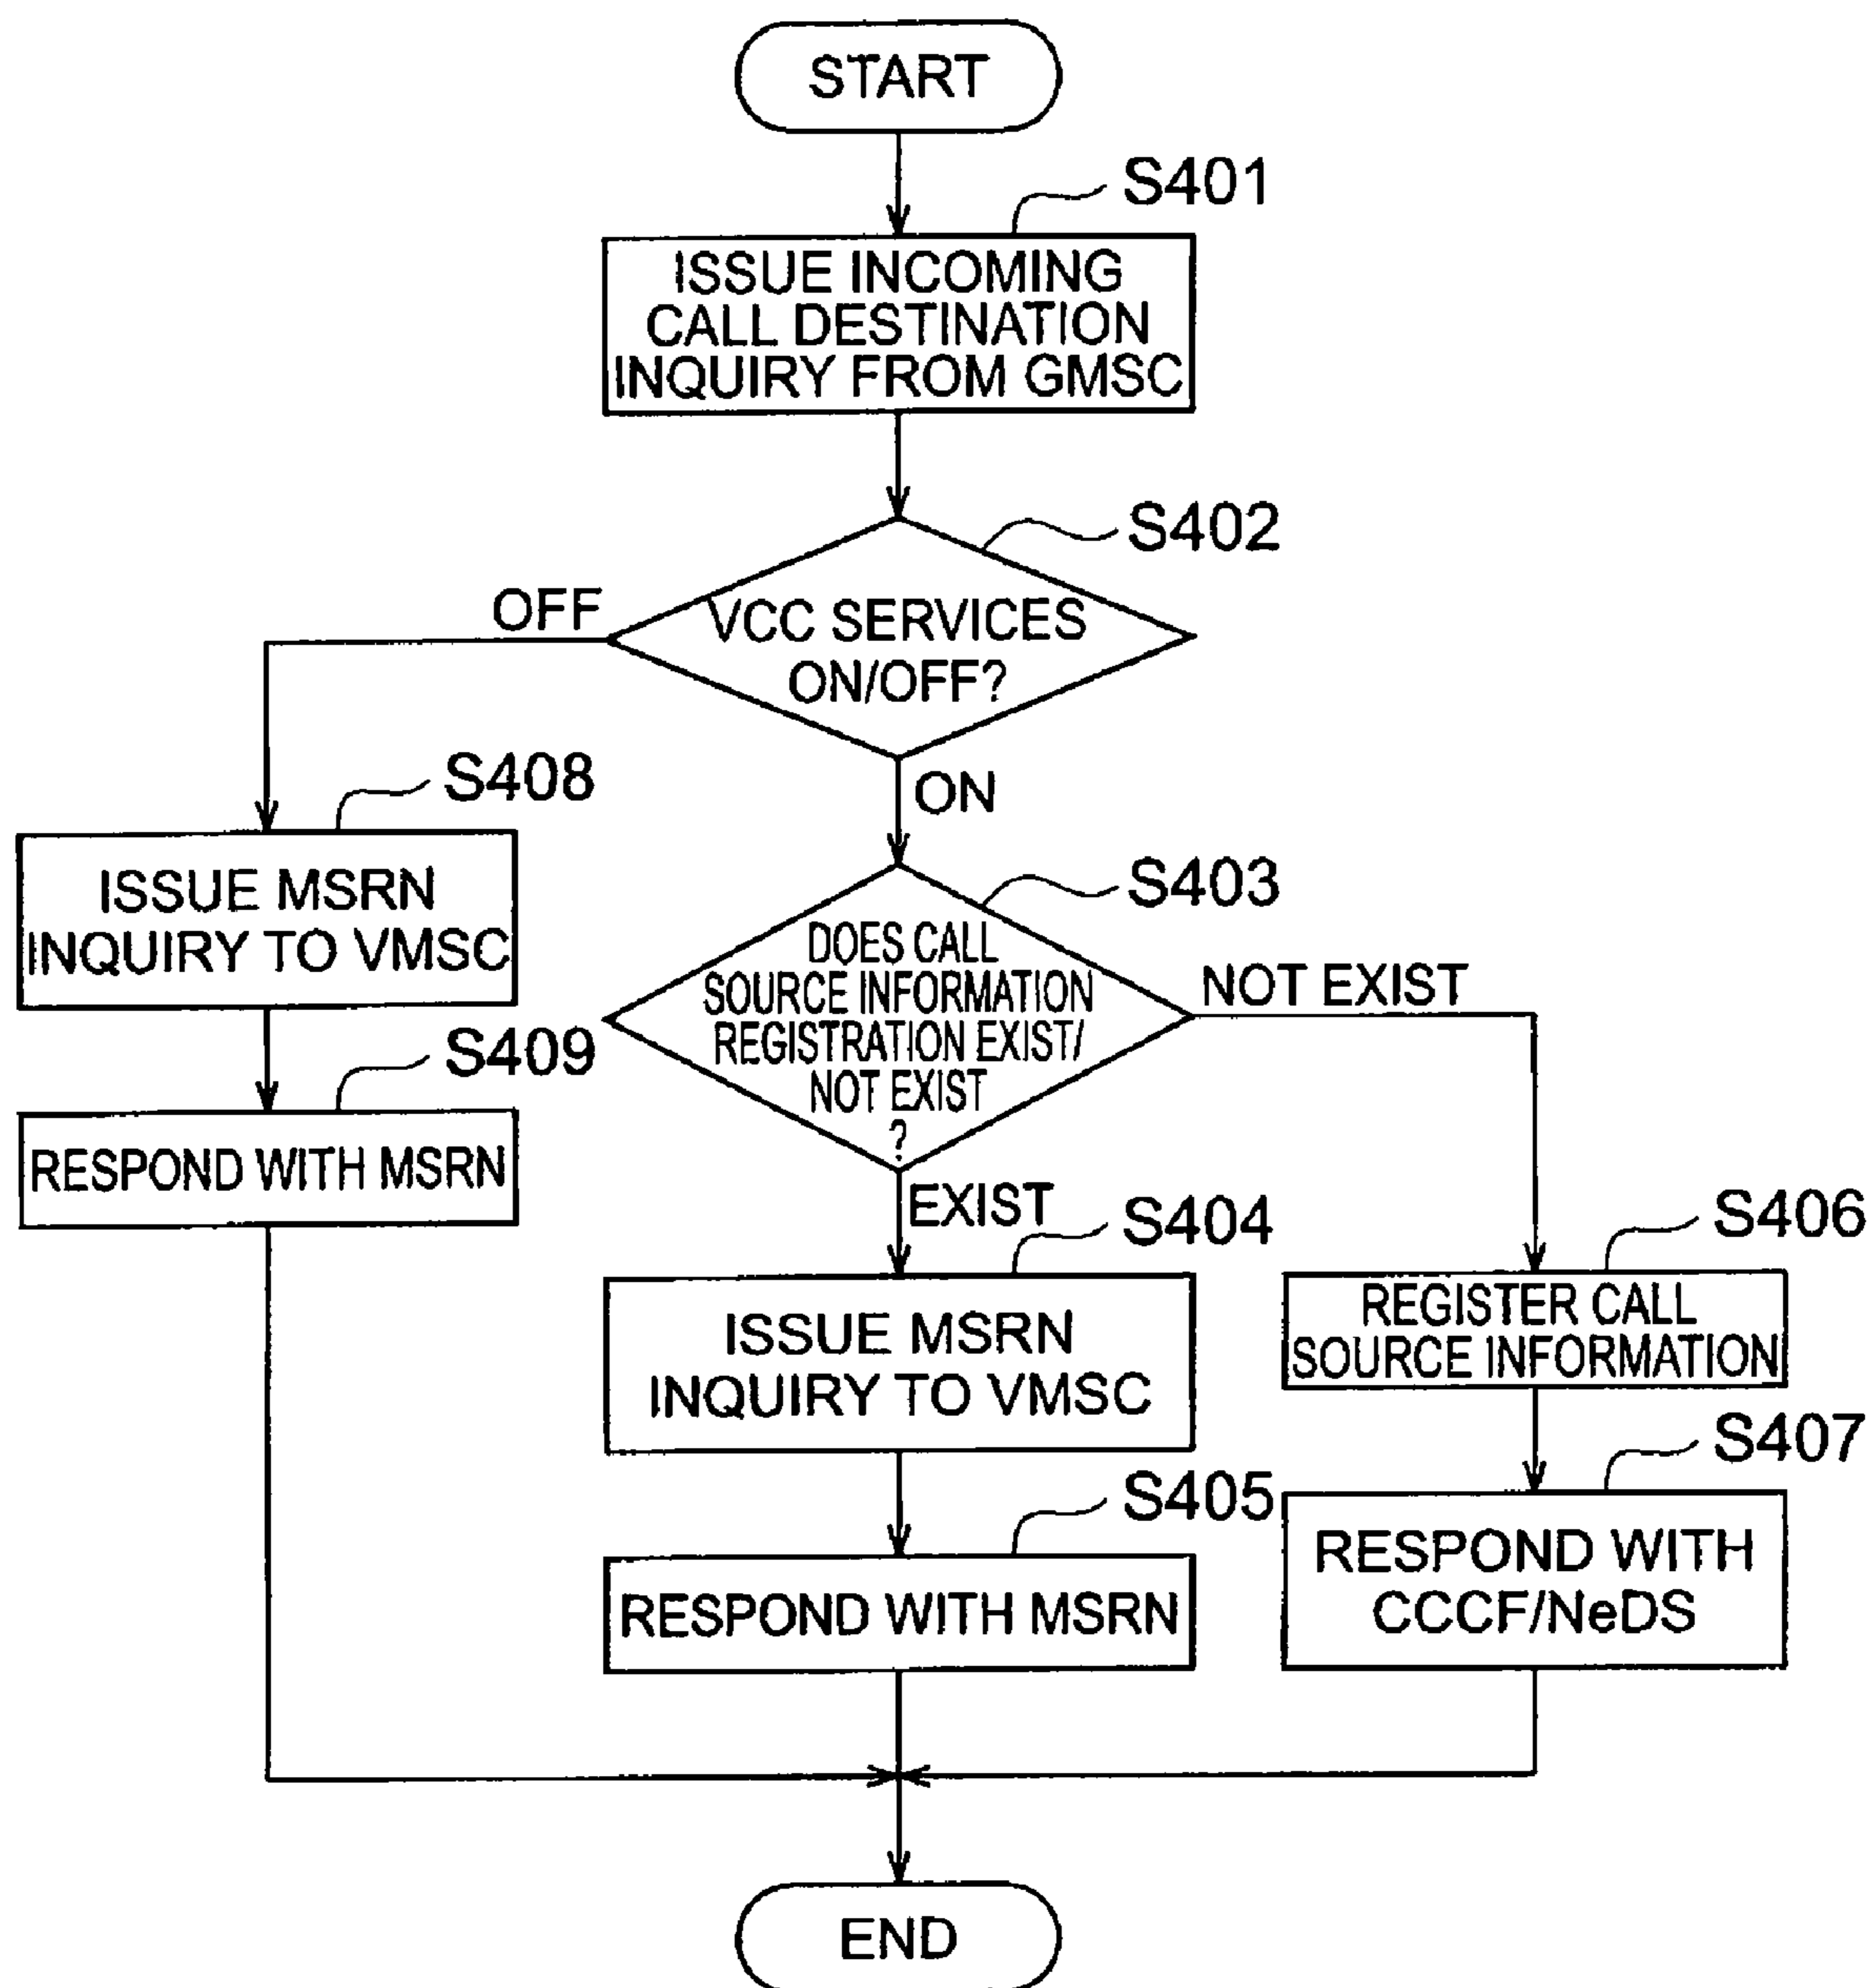 START
S401
ISSUE INCOMING
CALL DESTINATION
INQUIRY FROM GMSC
S402
VCC SERVICES
ON/OFF?
OFF
ON
S408
ISSUE MSRN
INQUIRY TO VMSC
S409
RESPOND WITH MSRN
S403
DOES CALL
SOURCE INFORMATION
REGISTRATION EXIST/
NOT EXIST
?
NOT EXIST
EXIST
S404
ISSUE MSRN
INQUIRY TO VMSC
S405
RESPOND WITH MSRN
S406
REGISTER CALL
SOURCE INFORMATION
S407
RESPOND WITH
CCCF/NeDS
END